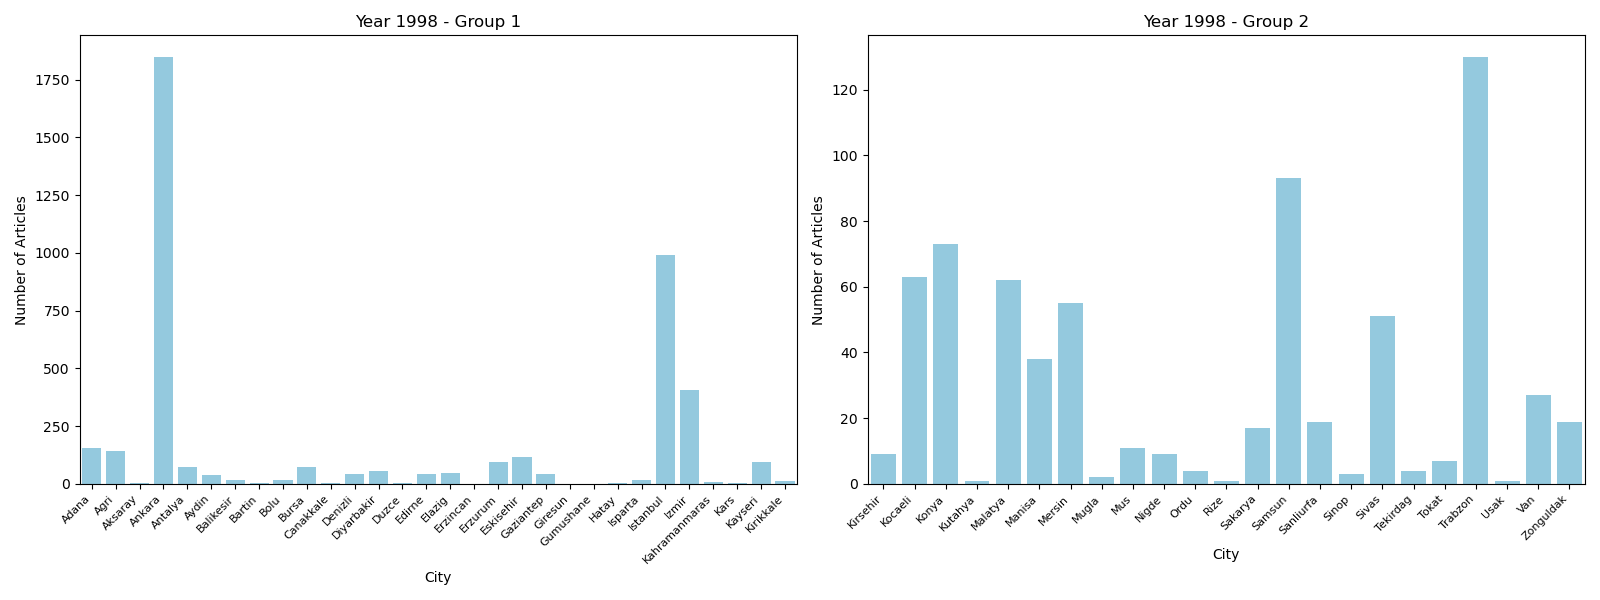 Year 1998 - Group 1
Number of Articles
1750
1500
1250
1000
750
500
250
0
Adana
Agri
Aksaray
Ankara
Antalya
Aydin
Balikesir
Bartin
Bolu
Bursa
Canakkale
Denizli
Diyarbakir
Duzce
Edirne
Elazig
Erzincan
Erzurum
Eskisehir
Gaziantep
Giresun
Gumushane
Hatay
Isparta
Istanbul
Izmir
Kahramanmaras
Kars
Kayseri
Kirikkale
City
Year 1998 - Group 2
Number of Articles
120
100
80
60
40
20
0
Kirsehir
Kocaeli
Konya
Kutahya
Malatya
Manisa
Mersin
Mugla
Mus
Nigde
Ordu
Rize
Sakarya
Samsun
Sanliurfa
Sinop
Sivas
Tekirdag
Tokat
Trabzon
Usak
Van
Zonguldak
City